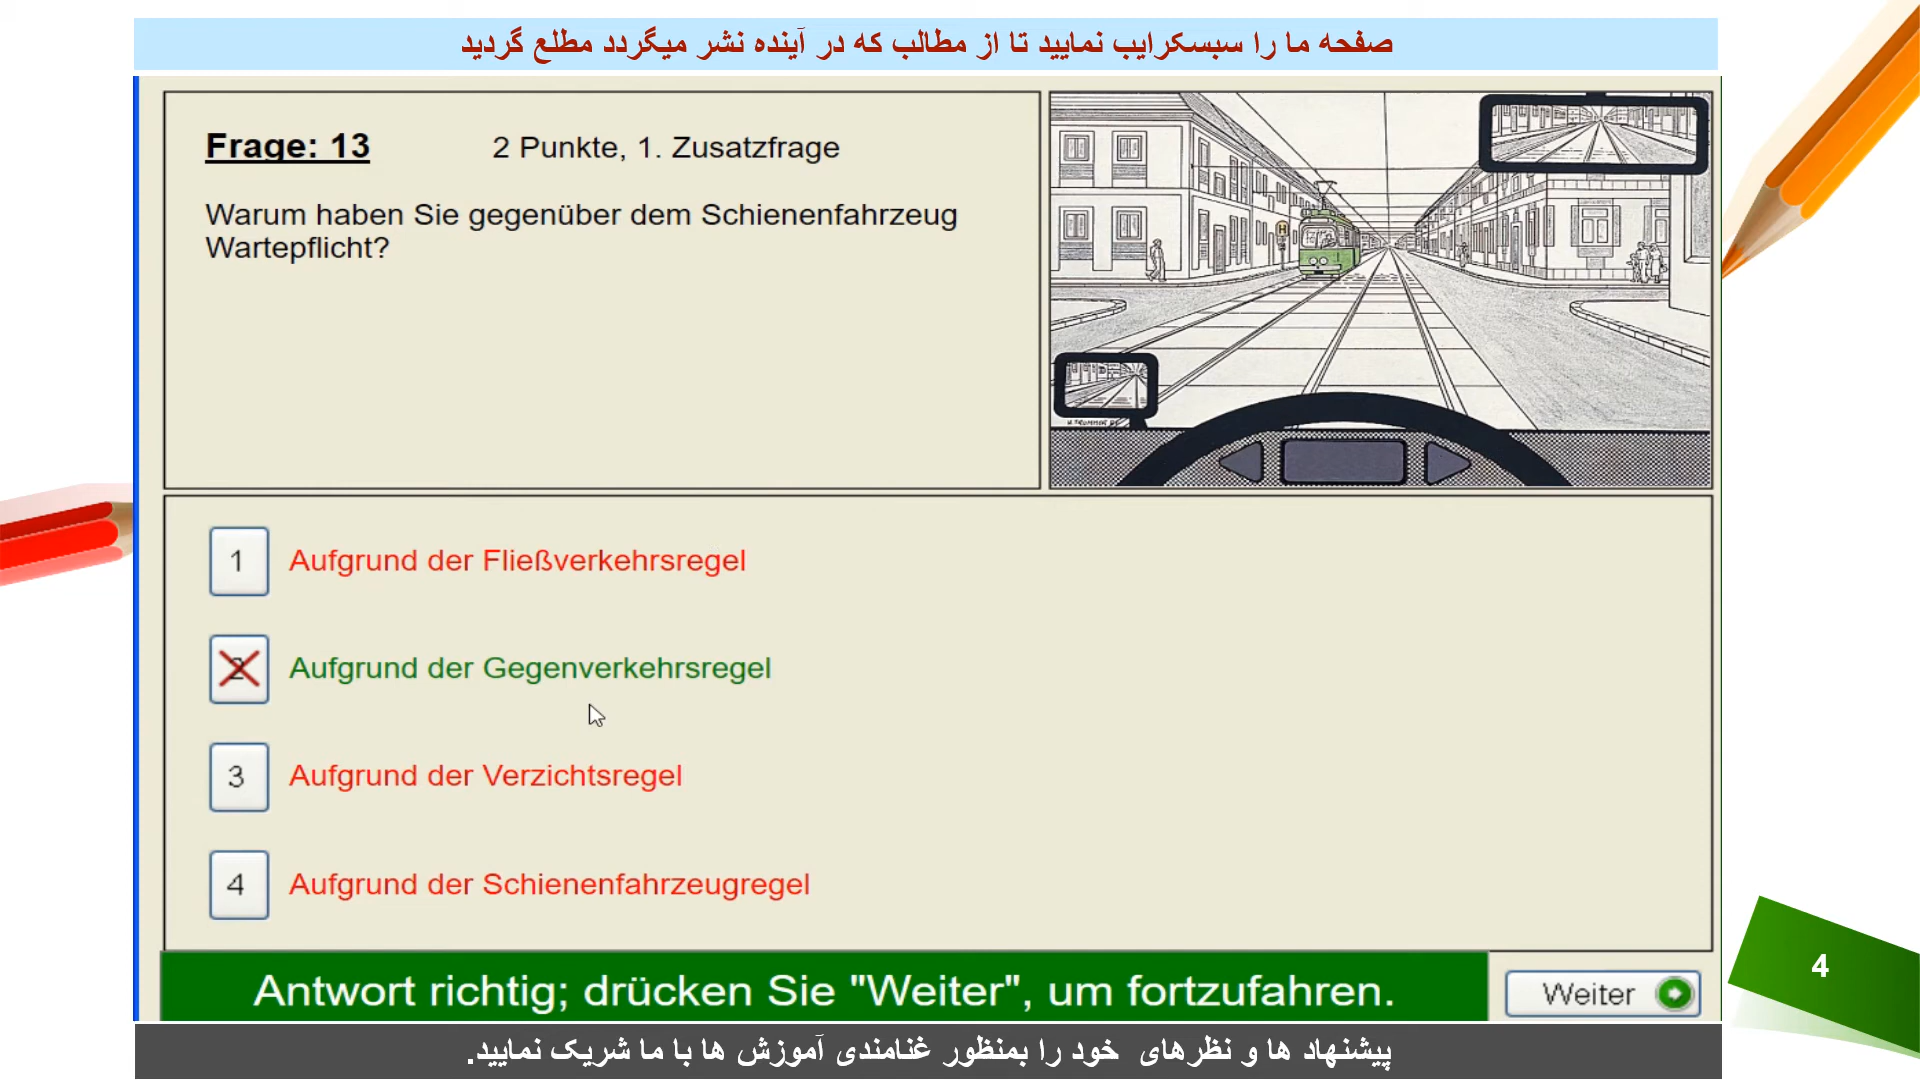 صفحه ما را سبسکرایب نمایید تا از مطالب که در آینده نشر میگردد مطلع گردید
Frage: 13
2 Punkte, 1. Zusatzfrage
Warum haben Sie gegenüber dem Schienenfahrzeug
Wartepflicht?
H
1 Aufgrund der Fließverkehrsregel
2 Aufgrund der Gegenverkehrsregel
3 Aufgrund der Verzichtsregel
4 Aufgrund der Schienenfahrzeugregel
Antwort richtig; drücken Sie "Weiter", um fortzufahren.
Weiter
4
پیشنهاد ها و نظرهای خود را بمنظور غنامندی آموزش ها با ما شریک نمایید.